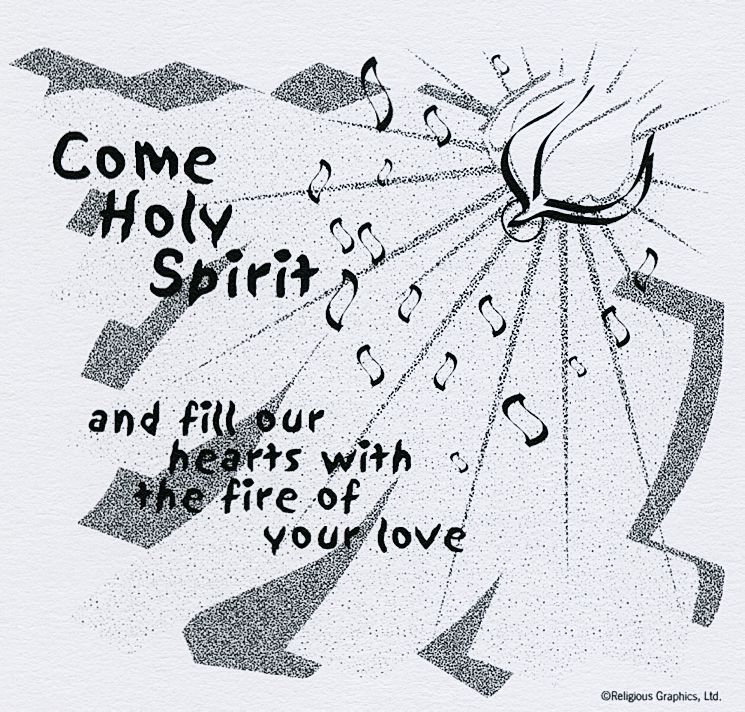 Come
Holy
Spirit
and fill our
hearts with
the fire of
your love
©Religious Graphics, Ltd.